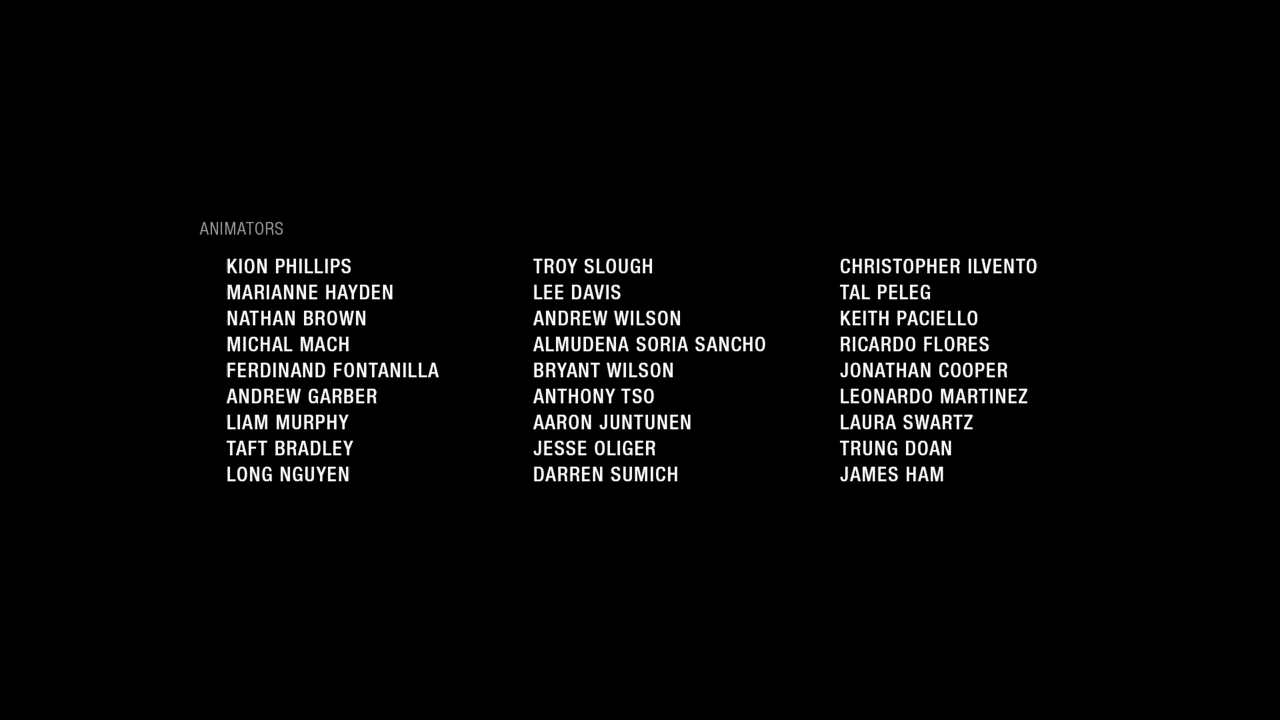 ANIMATORS
KION PHILLIPS
MARIANNE HAYDEN
NATHAN BROWN
MICHAL MACH
FERDINAND FONTANILLA
ANDREW GARBER
LIAM MURPHY
TAFT BRADLEY
LONG NGUYEN
TROY SLOUGH
LEE DAVIS
ANDREW WILSON
ALMUDENA SORIA SANCHO
BRYANT WILSON
ANTHONY TSO
AARON JUNTUNEN
JESSE OLIGER
DARREN SUMICH
CHRISTOPHER ILVENTO
TAL PELEG
KEITH PACIELLO
RICARDO FLORES
JONATHAN COOPER
LEONARDO MARTINEZ
LAURA SWARTZ
TRUNG DOAN
JAMES HAM